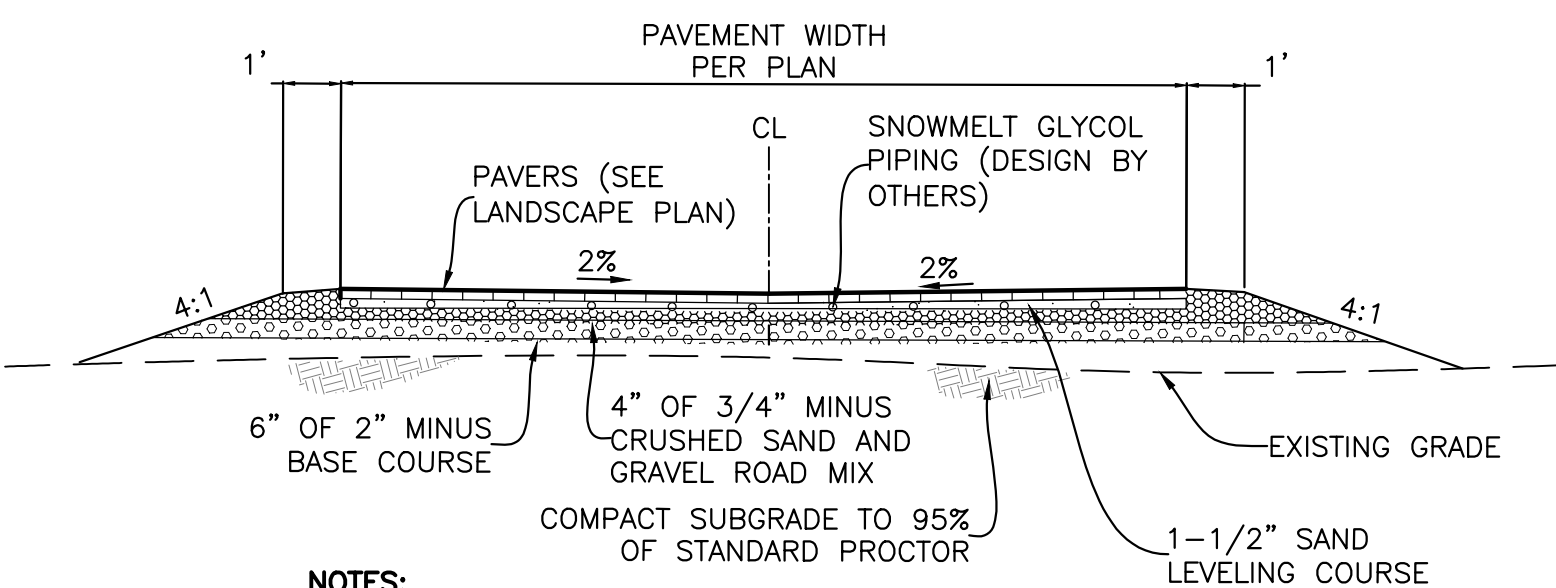 PAVEMENT WIDTH
PER PLAN
1'
1'
CL
SNOWMELT GLYCOL
PIPING (DESIGN BY
OTHERS)
PAVERS (SEE
LANDSCAPE PLAN)
2%
2%
4:1
4:1
6" OF 2" MINUS
BASE COURSE
4" OF 3/4" MINUS
CRUSHED SAND AND
GRAVEL ROAD MIX
EXISTING GRADE
COMPACT SUBGRADE TO 95%
OF STANDARD PROCTOR
1-1/2" SAND
LEVELING COURSE
NOTES: